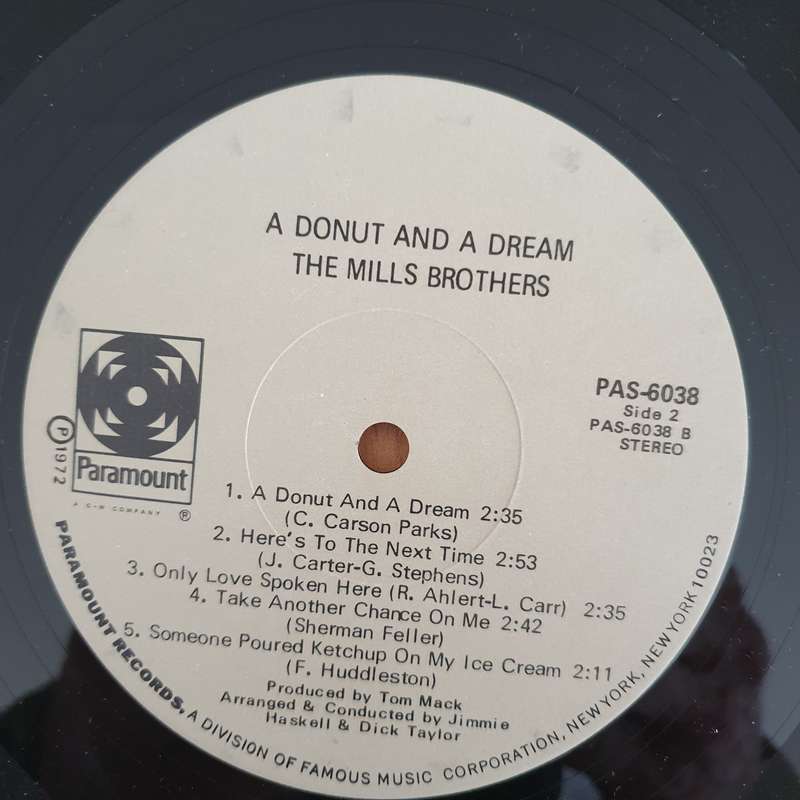 A DONUT AND A DREAM
THE MILLS BROTHERS
PAS-6038
Side 2
PAS-6038 B
STEREO
Paramount
®
A G+W COMPANY
Ⓟ1972
1. A Donut And A Dream 2:35
(C. Carson Parks)
2. Here's To The Next Time 2:53
(J. Carter-G. Stephens)
3. Only Love Spoken Here (R. Ahlert-L. Carr) 2:35
4. Take Another Chance On Me 2:42
(Sherman Feller)
5. Someone Poured Ketchup On My Ice Cream 2:11
(F. Huddleston)
Produced by Tom Mack
Arranged & Conducted by Jimmie
Haskell & Dick Taylor
PARAMOUNT RECORDS, A DIVISION OF FAMOUS MUSIC CORPORATION, NEW YORK, NEW YORK 10023